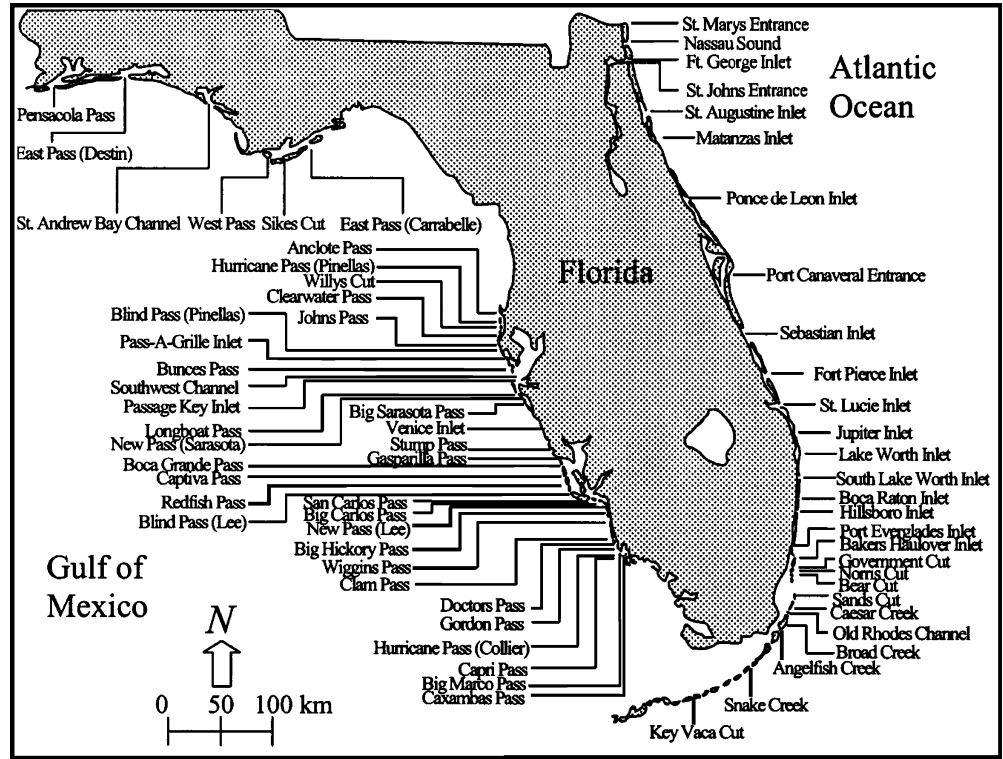 St. Marys Entrance
Nassau Sound
Ft. George Inlet
St. Johns Entrance
St. Augustine Inlet
Matanzas Inlet
Atlantic
Ocean
Pensacola Pass
East Pass (Destin)
St. Andrew Bay Channel
West Pass
Sikes Cut
East Pass (Carrabelle)
Ponce de Leon Inlet
Florida
Port Canaveral Entrance
Sebastian Inlet
Fort Pierce Inlet
St. Lucie Inlet
Jupiter Inlet
Lake Worth Inlet
South Lake Worth Inlet
Boca Raton Inlet
Hillsboro Inlet
Port Everglades Inlet
Bakers Haulover Inlet
Government Cut
Norris Cut
Bear Cut
Sands Cut
Caesar Creek
Old Rhodes Channel
Broad Creek
Angelfish Creek
Snake Creek
Key Vaca Cut
Anclote Pass
Hurricane Pass (Pinellas)
Willys Cut
Clearwater Pass
Johns Pass
Blind Pass (Pinellas)
Pass-A-Grille Inlet
Bunces Pass
Southwest Channel
Passage Key Inlet
Longboat Pass
New Pass (Sarasota)
Big Sarasota Pass
Venice Inlet
Stump Pass
Gasparilla Pass
Boca Grande Pass
Captiva Pass
Redfish Pass
Blind Pass (Lee)
San Carlos Pass
Big Carlos Pass
New Pass (Lee)
Big Hickory Pass
Wiggins Pass
Clam Pass
Doctors Pass
Gordon Pass
Hurricane Pass (Collier)
Capri Pass
Big Marco Pass
Caxambas Pass
Gulf of
Mexico
N
0 50 100 km